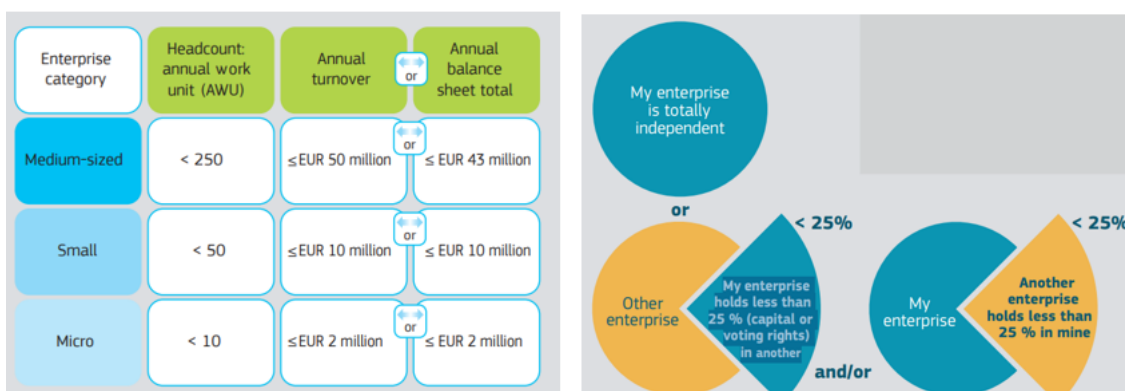 Enterprise
category
Headcount:
annual work
unit (AWU)
Annual
turnover
or
Annual
balance
sheet total
Medium-sized
< 250
≤EUR 50 million
or
≤ EUR 43 million
Small
< 50
≤EUR 10 million
or
≤ EUR 10 million
Micro
< 10
≤EUR 2 million
or
≤ EUR 2 million
My enterprise
is totally
independent
or
Other
enterprise
< 25%
My enterprise
holds less than
25 % (capital or
voting rights)
in another
and/or
My
enterprise
< 25%
Another
enterprise
holds less than
25 % in mine